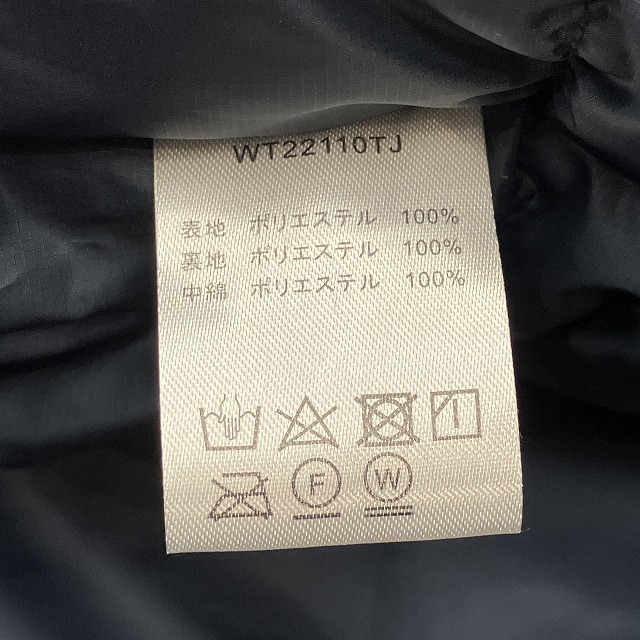 WT22110TJ
表地 ポリエステル 100%
裏地 ポリエステル 100%
中綿 ポリエステル 100%
F W